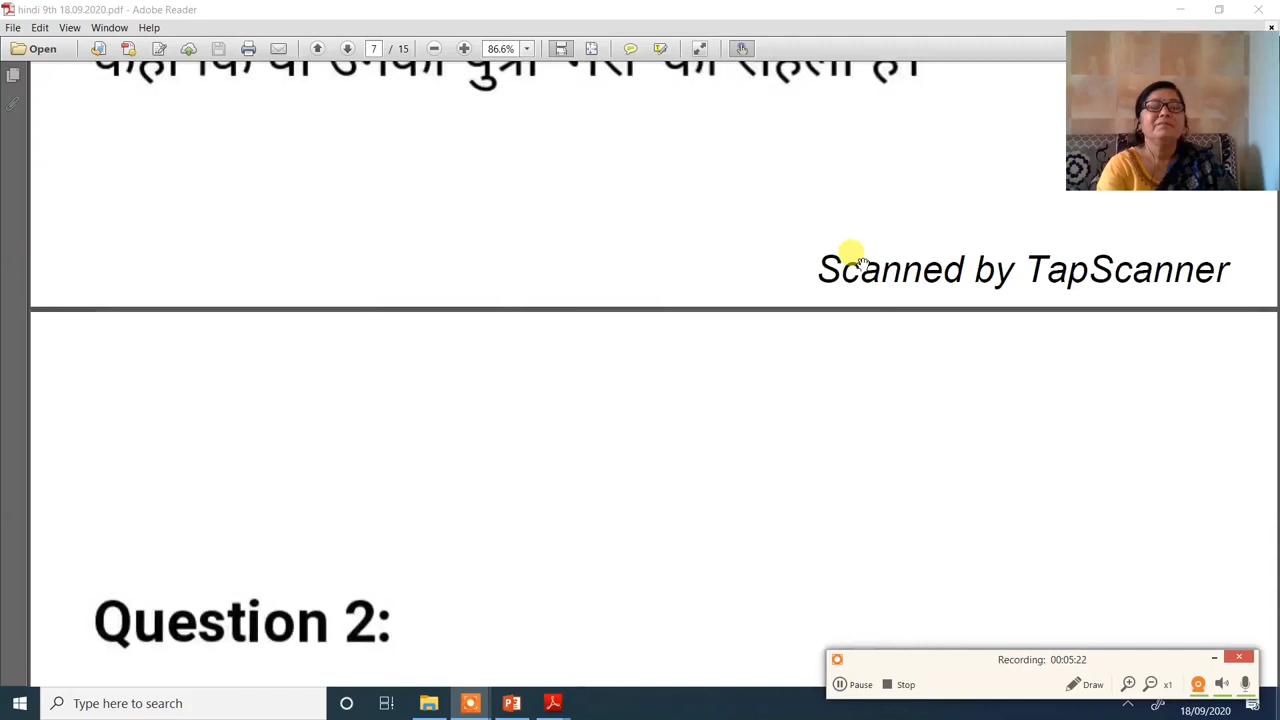 hindi 9th 18.09.2020.pdf - Adobe Reader
File Edit View Window Help
Open 7 / 15 86.6%
Scanned by TapScanner
Question 2:
Recording: 00:05:22
Pause Stop Draw x1
Type here to search
18/09/2020